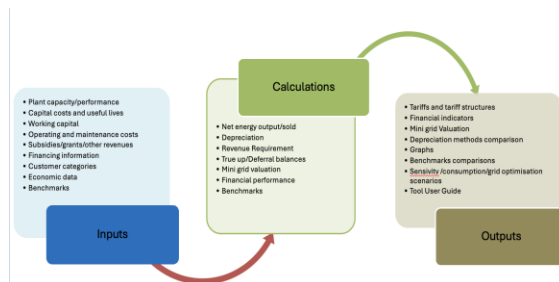 • Plant capacity/performance
• Capital costs and useful lives
• Working capital
• Operating and maintenance costs
• Subsidies/grants/other revenues
• Financing information
• Customer categories
• Economic data
• Benchmarks
Inputs
Calculations
• Net energy output/sold
• Depreciation
• Revenue Requirement
• True up/Deferral balances
• Mini grid valuation
• Financial performance
• Benchmarks
• Tariffs and tariff structures
• Financial indicators
• Mini grid Valuation
• Depreciation methods comparison
• Graphs
• Benchmarks comparisons
• Sensivity /consumption/grid optimisation
scenarios
• Tool User Guide
Outputs